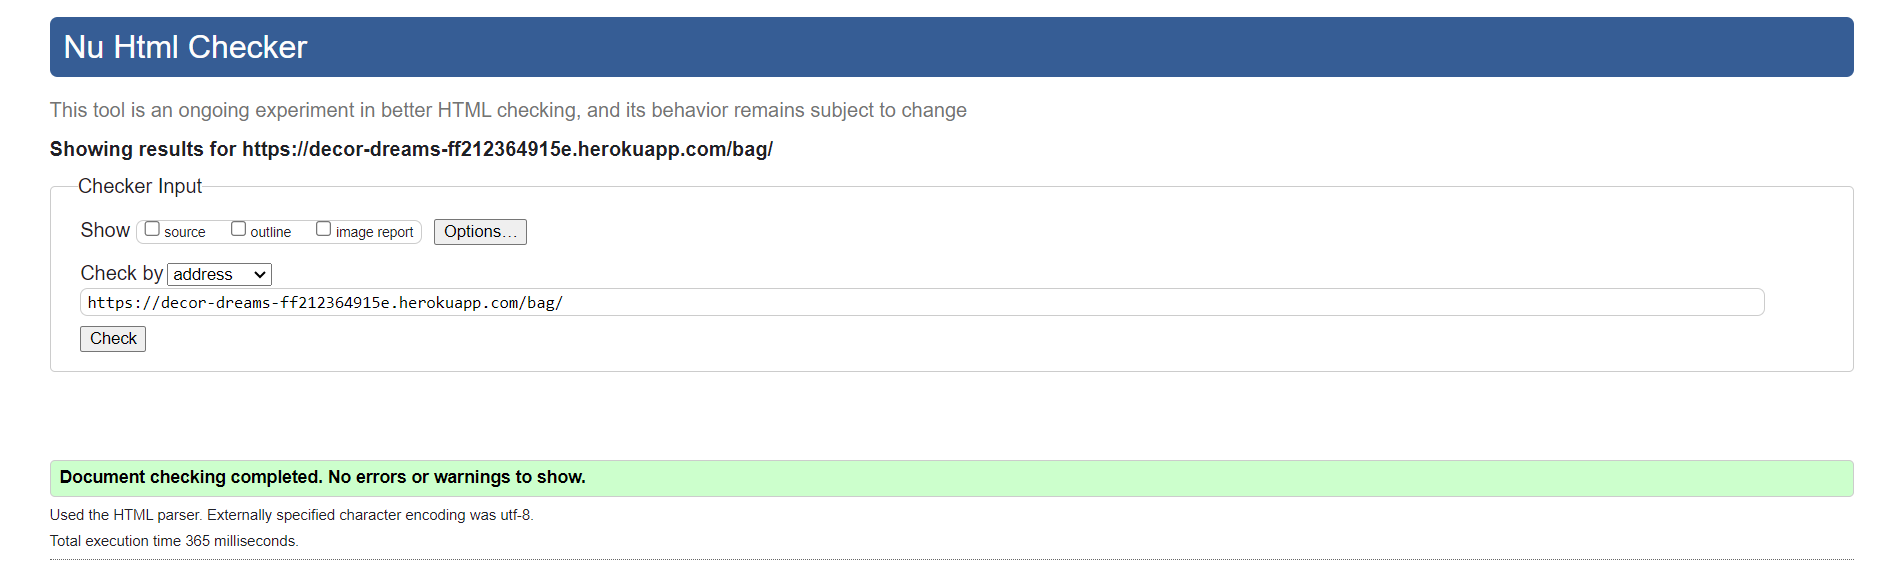 Nu Html Checker
This tool is an ongoing experiment in better HTML checking, and its behavior remains subject to change
Showing results for https://decor-dreams-ff212364915e.herokuapp.com/bag/
Checker Input
Show source outline image report Options...
Check by address
https://decor-dreams-ff212364915e.herokuapp.com/bag/
Check
Document checking completed. No errors or warnings to show.
Used the HTML parser. Externally specified character encoding was utf-8.
Total execution time 365 milliseconds.